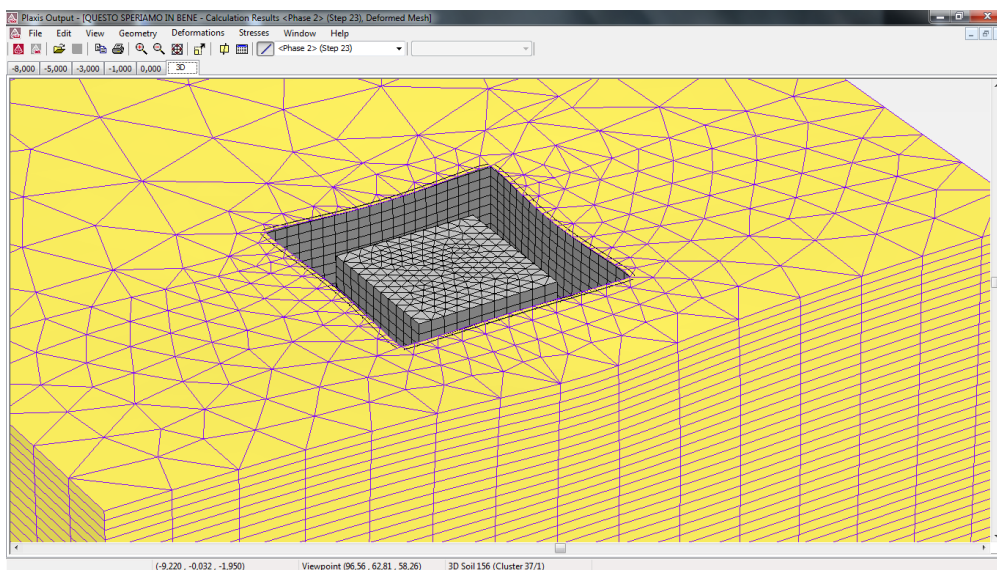 Plaxis Output - [QUESTO SPERIAMO IN BENE - Calculation Results <Phase 2> (Step 23), Deformed Mesh]
File Edit View Geometry Deformations Stresses Window Help
<Phase 2> (Step 23)
-8,000 -5,000 -3,000 -1,000 0,000 3D
(-9,220 , -0,032 , -1,950) Viewpoint (96,56 , 62,81 , 58,26) 3D Soil 156 (Cluster 37/1)